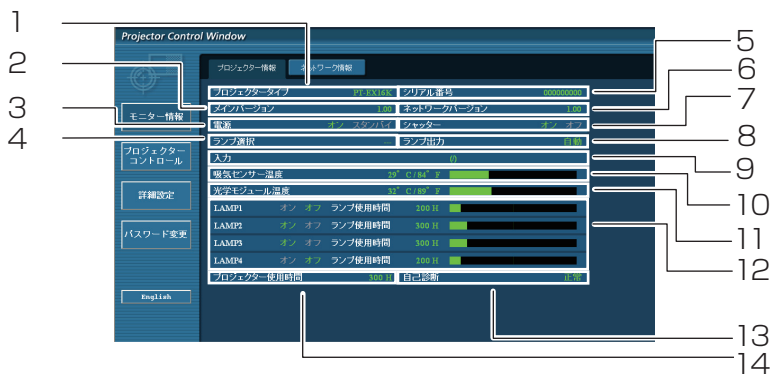 1
2
3
4
Projector Control Window
プロジェクター情報 ネットワーク情報
プロジェクタータイプ PT-EX16K シリアル番号 000000000
メインバージョン 1.00 ネットワークバージョン 1.00
電源 オン スタンバイ シャッター オン オフ
ランプ選択 --- ランプ出力 自動
入力 (/)
吸気センサー温度 29° C / 84° F
光学モジュール温度 32° C / 89° F
LAMP1 オン オフ ランプ使用時間 200 H
LAMP2 オン オフ ランプ使用時間 300 H
LAMP3 オン オフ ランプ使用時間 300 H
LAMP4 オン オフ ランプ使用時間 200 H
プロジェクター使用時間 300 H 自己診断 正常
モニター情報
プロジェクター
コントロール
詳細設定
パスワード変更
English
5
6
7
8
9
10
11
12
13
14